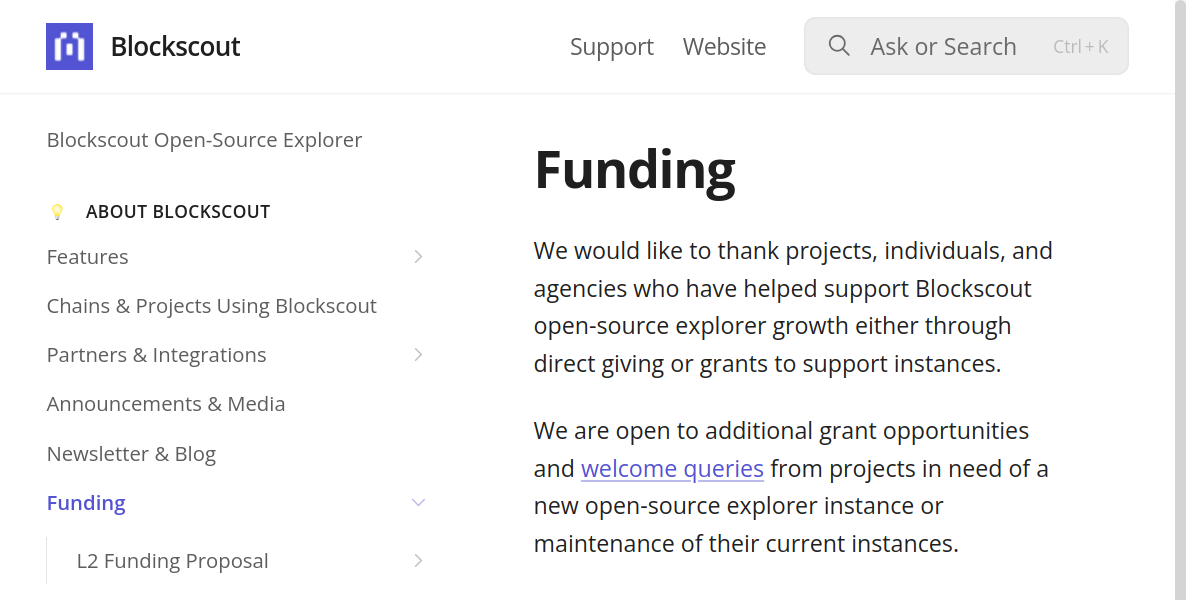 Blockscout
Support
Website
Ask or Search
Ctrl + K
Blockscout Open-Source Explorer
ABOUT BLOCKSCOUT
Features
Chains & Projects Using Blockscout
Partners & Integrations
Announcements & Media
Newsletter & Blog
Funding
L2 Funding Proposal
Funding
We would like to thank projects, individuals, and
agencies who have helped support Blockscout
open-source explorer growth either through
direct giving or grants to support instances.
We are open to additional grant opportunities
and welcome queries from projects in need of a
new open-source explorer instance or
maintenance of their current instances.